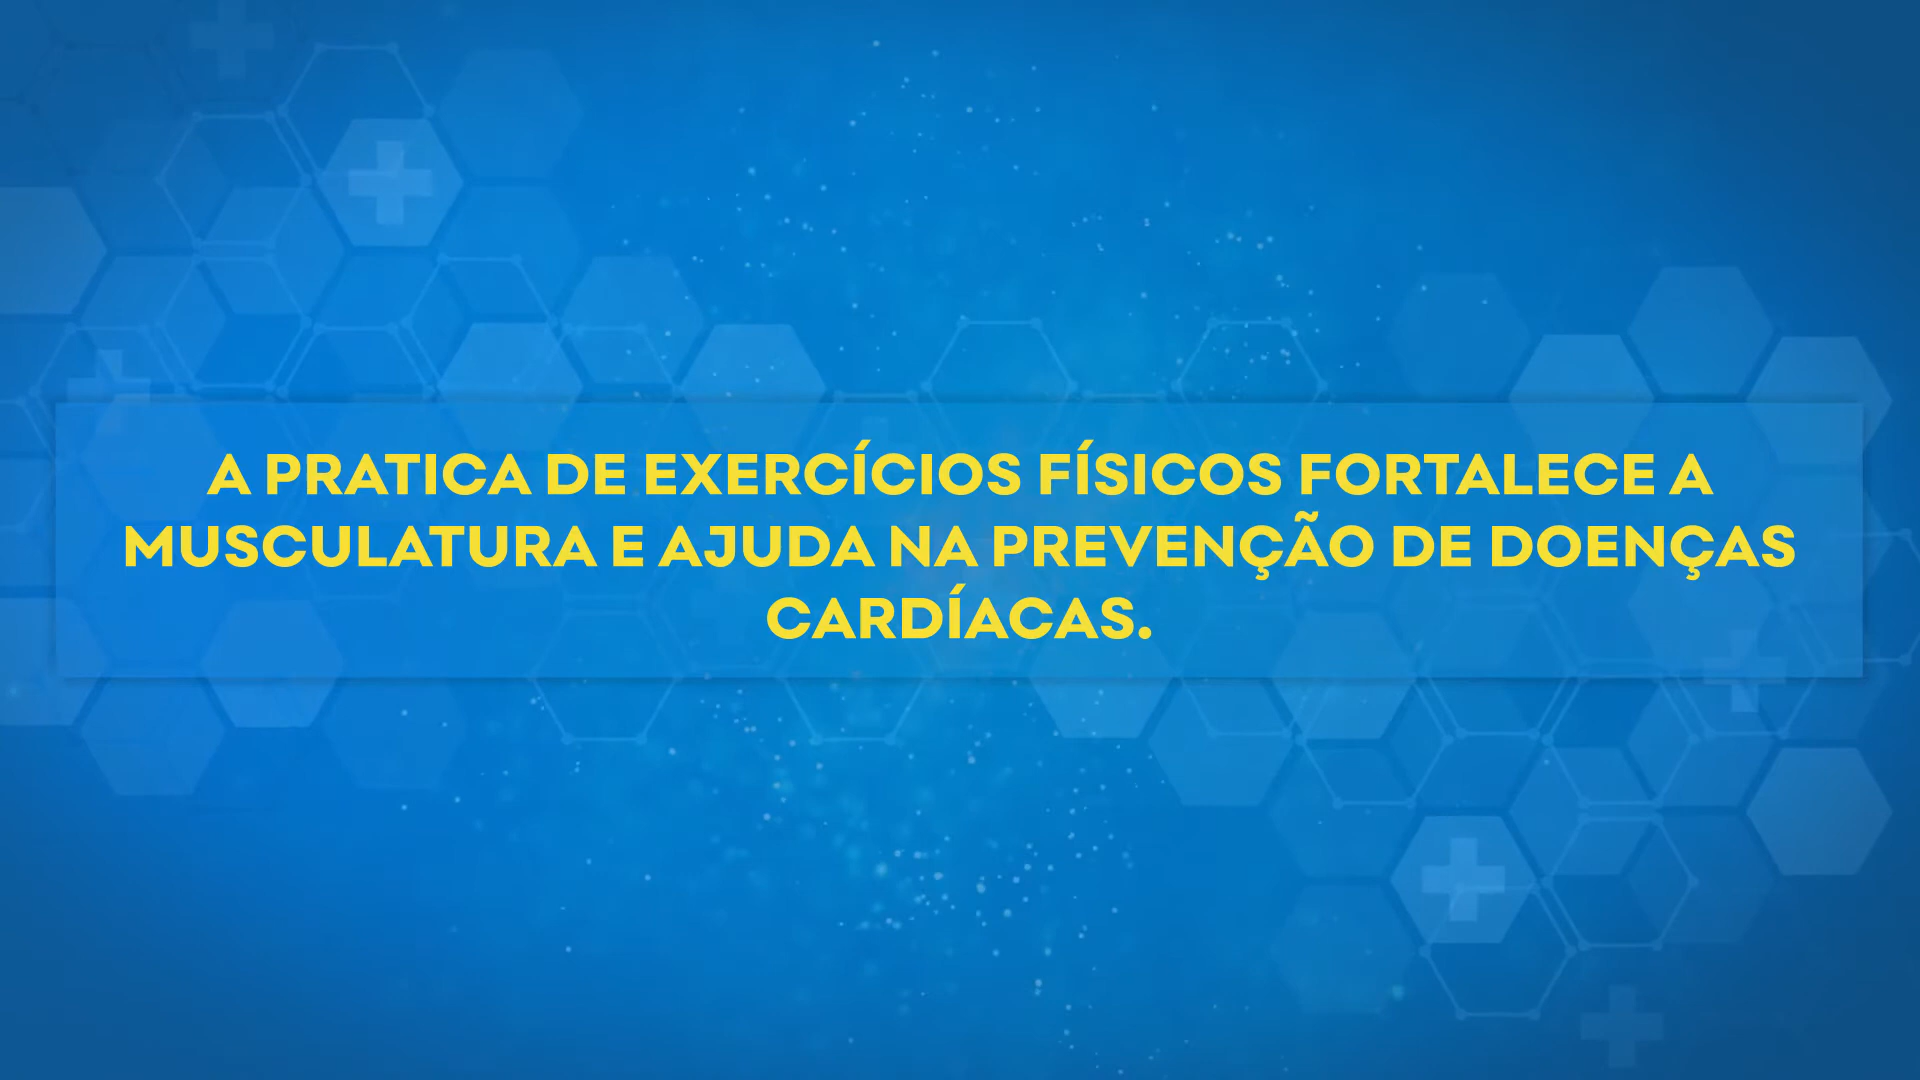 A PRATICA DE EXERCÍCIOS FÍSICOS FORTALECE A
MUSCULATURA E AJUDA NA PREVENÇÃO DE DOENÇAS
CARDÍACAS.